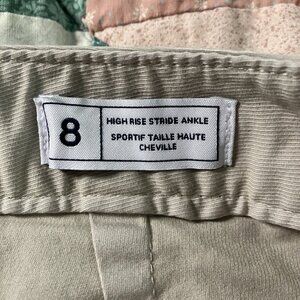 8
HIGH RISE STRIDE ANKLE
SPORTIF TAILLE HAUTE
CHEVILLE